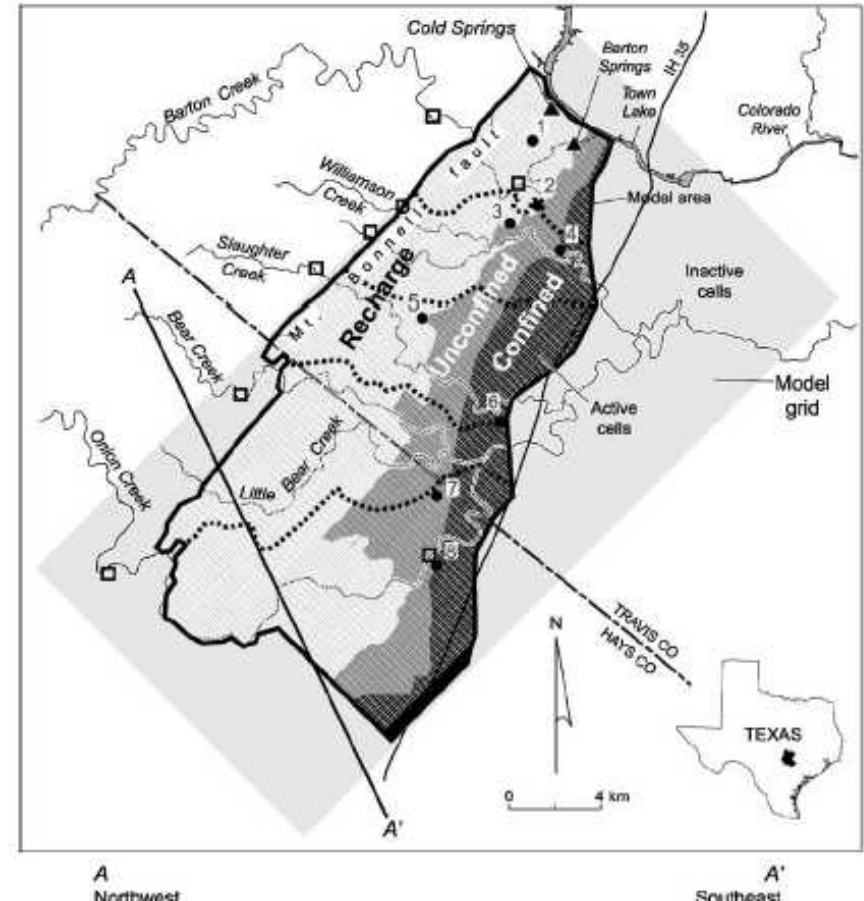 Cold Springs
Barton
Springs
IH 35
Town
Lake
Colorado
River
Barton Creek
Mt. Bonnell fault
1
Williamson
Creek
2
Model area
3
4
Slaughter
Creek
A
Inactive
cells
Recharge
Unconfined
Confined
5
Bear Creek
Model
grid
Active
cells
6
Onion Creek
Little Bear Creek
7
8
N
TRAVIS CO
HAYS CO
TEXAS
0 4 km
A'
A A'
Northwest Southeast